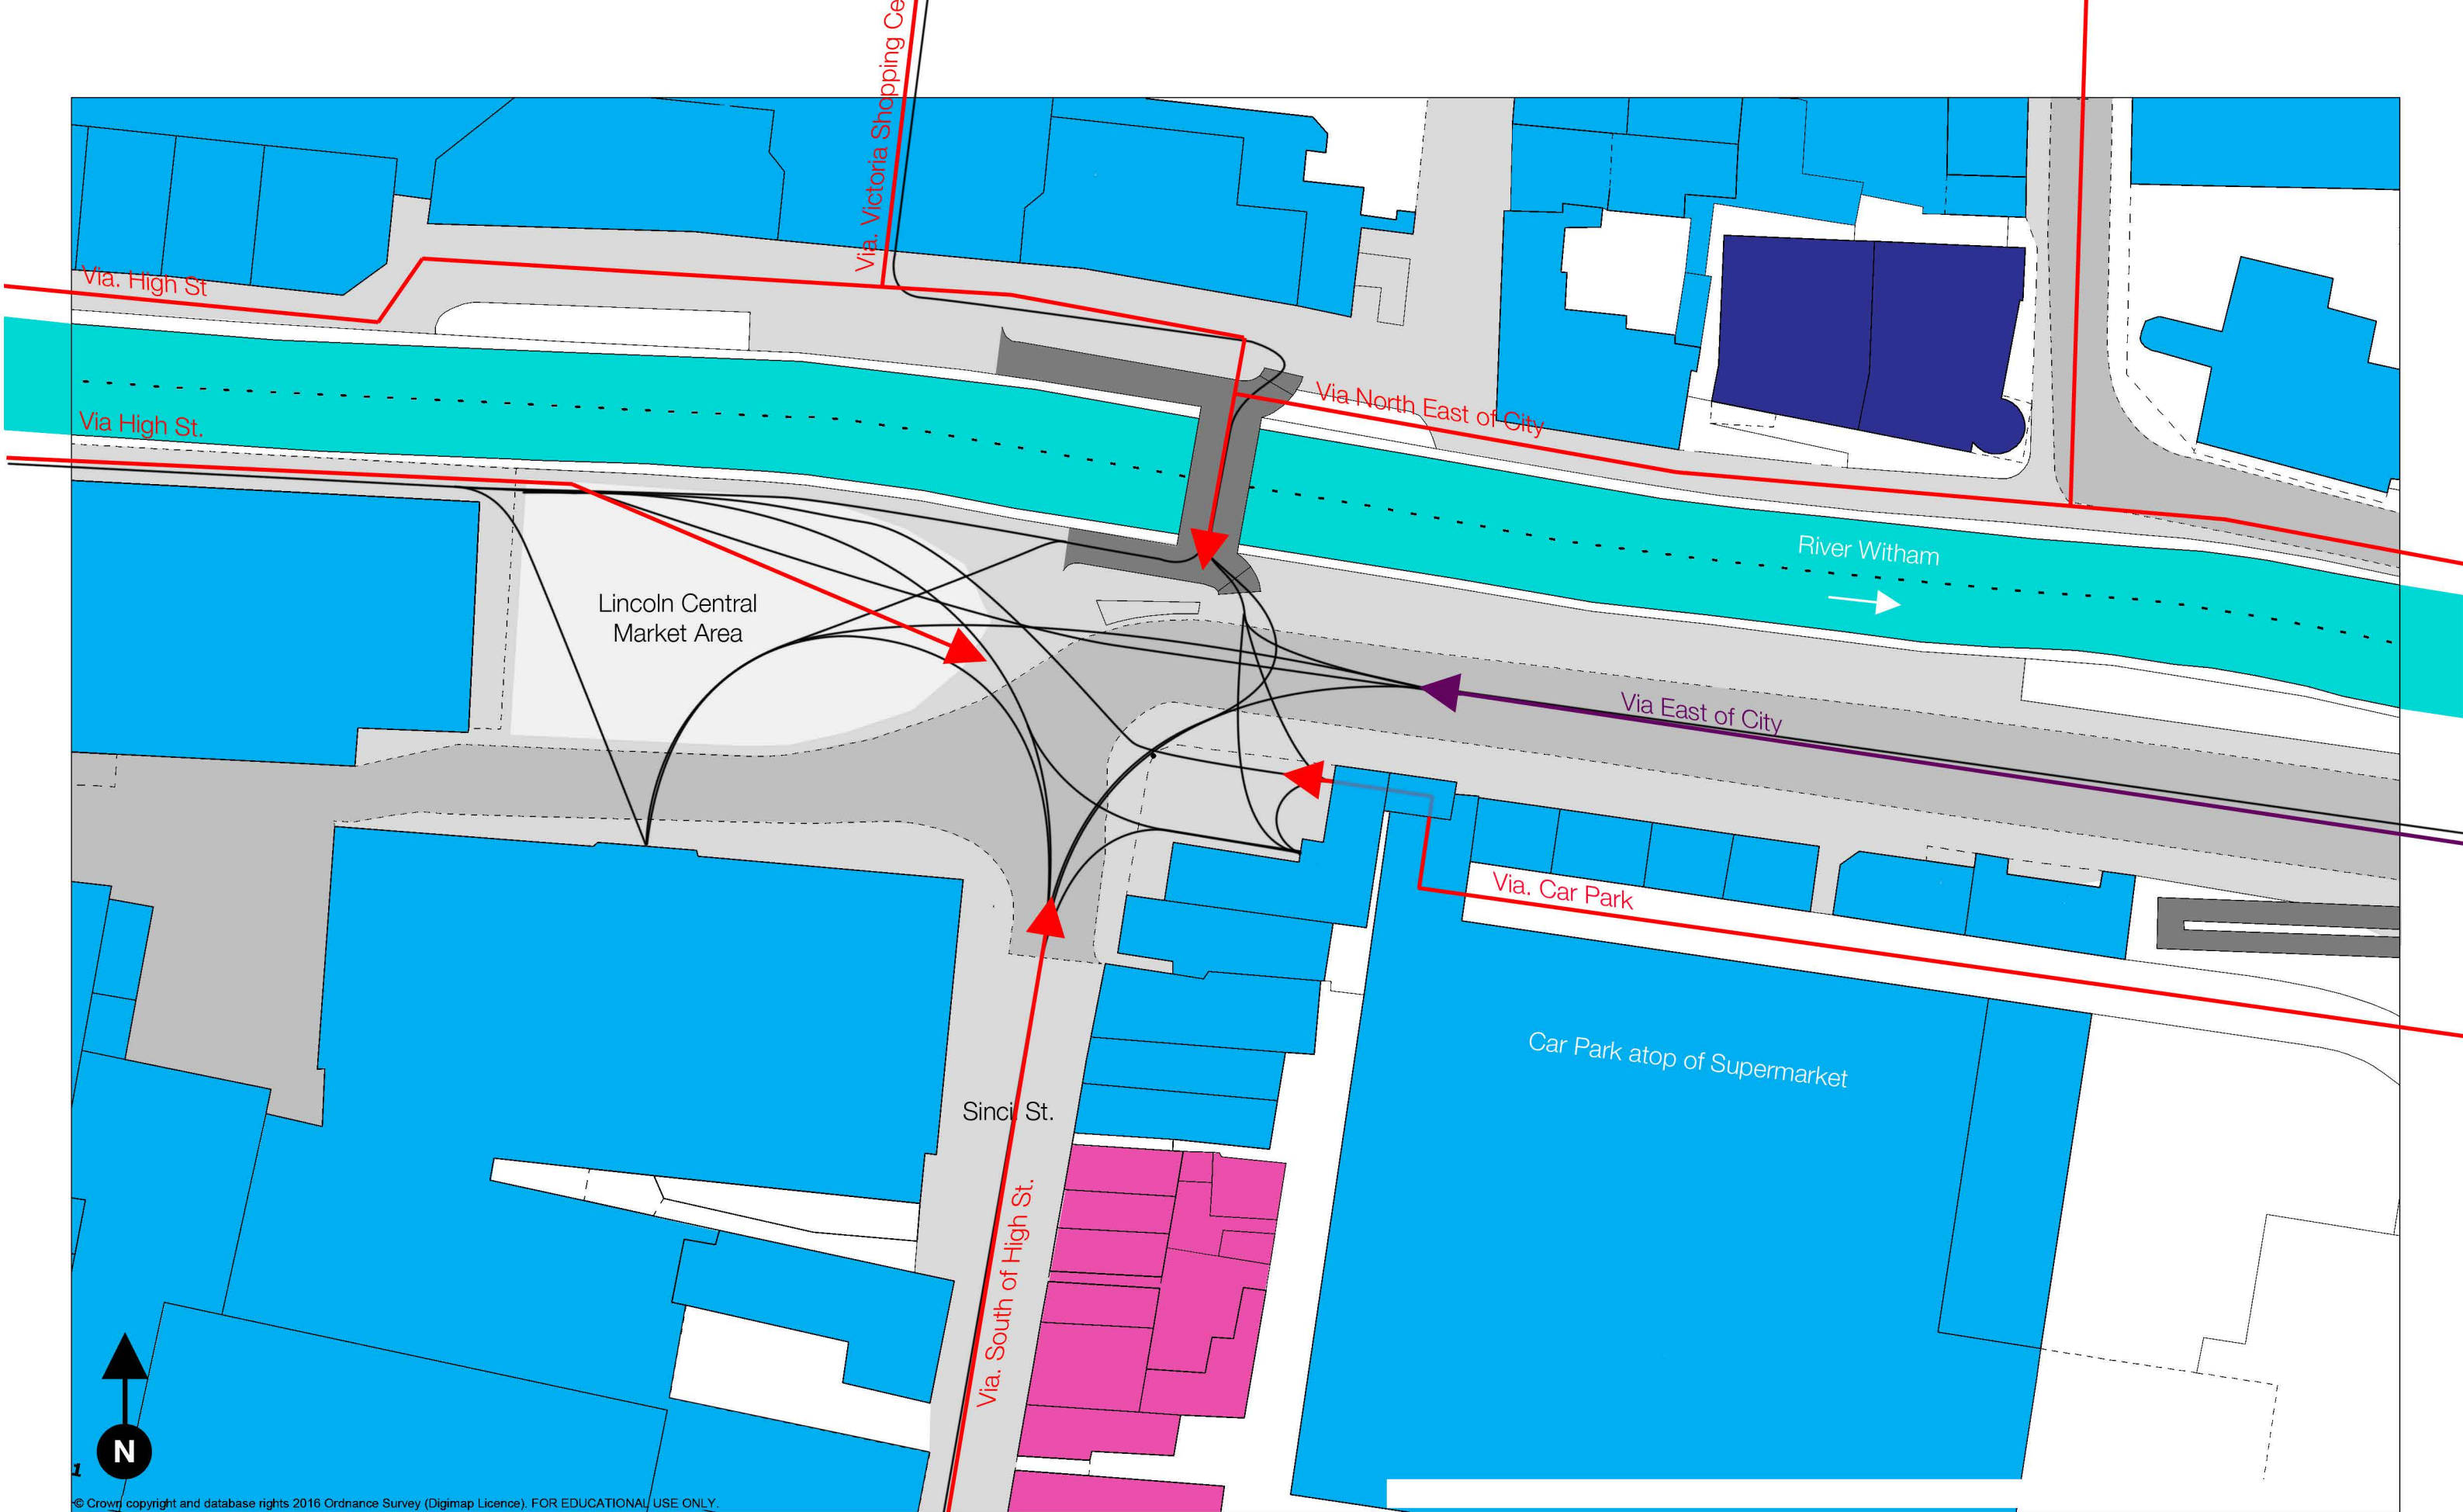 Via. Victoria Shopping Ce
Via. High St
Via High St.
Via North East of City
River Witham
Lincoln Central
Market Area
Via East of City
Via. Car Park
Car Park atop of Supermarket
Sincil St.
Via. South of High St.
N
1
© Crown copyright and database rights 2016 Ordnance Survey (Digimap Licence). FOR EDUCATIONAL USE ONLY.